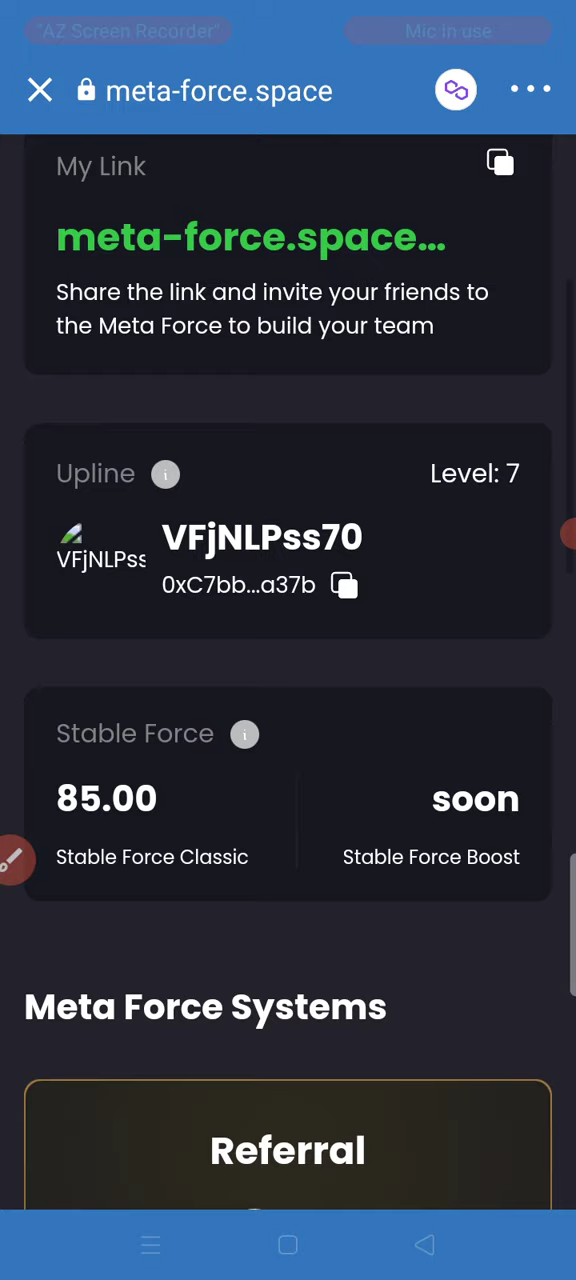 "AZ Screen Recorder"
Mic in use
meta-force.space
My Link
meta-force.space...
Share the link and invite your friends to
the Meta Force to build your team
Upline
Level: 7
VFjNLPss
VFjNLPss70
0xC7bb...a37b
Stable Force
85.00
soon
Stable Force Classic
Stable Force Boost
Meta Force Systems
Referral